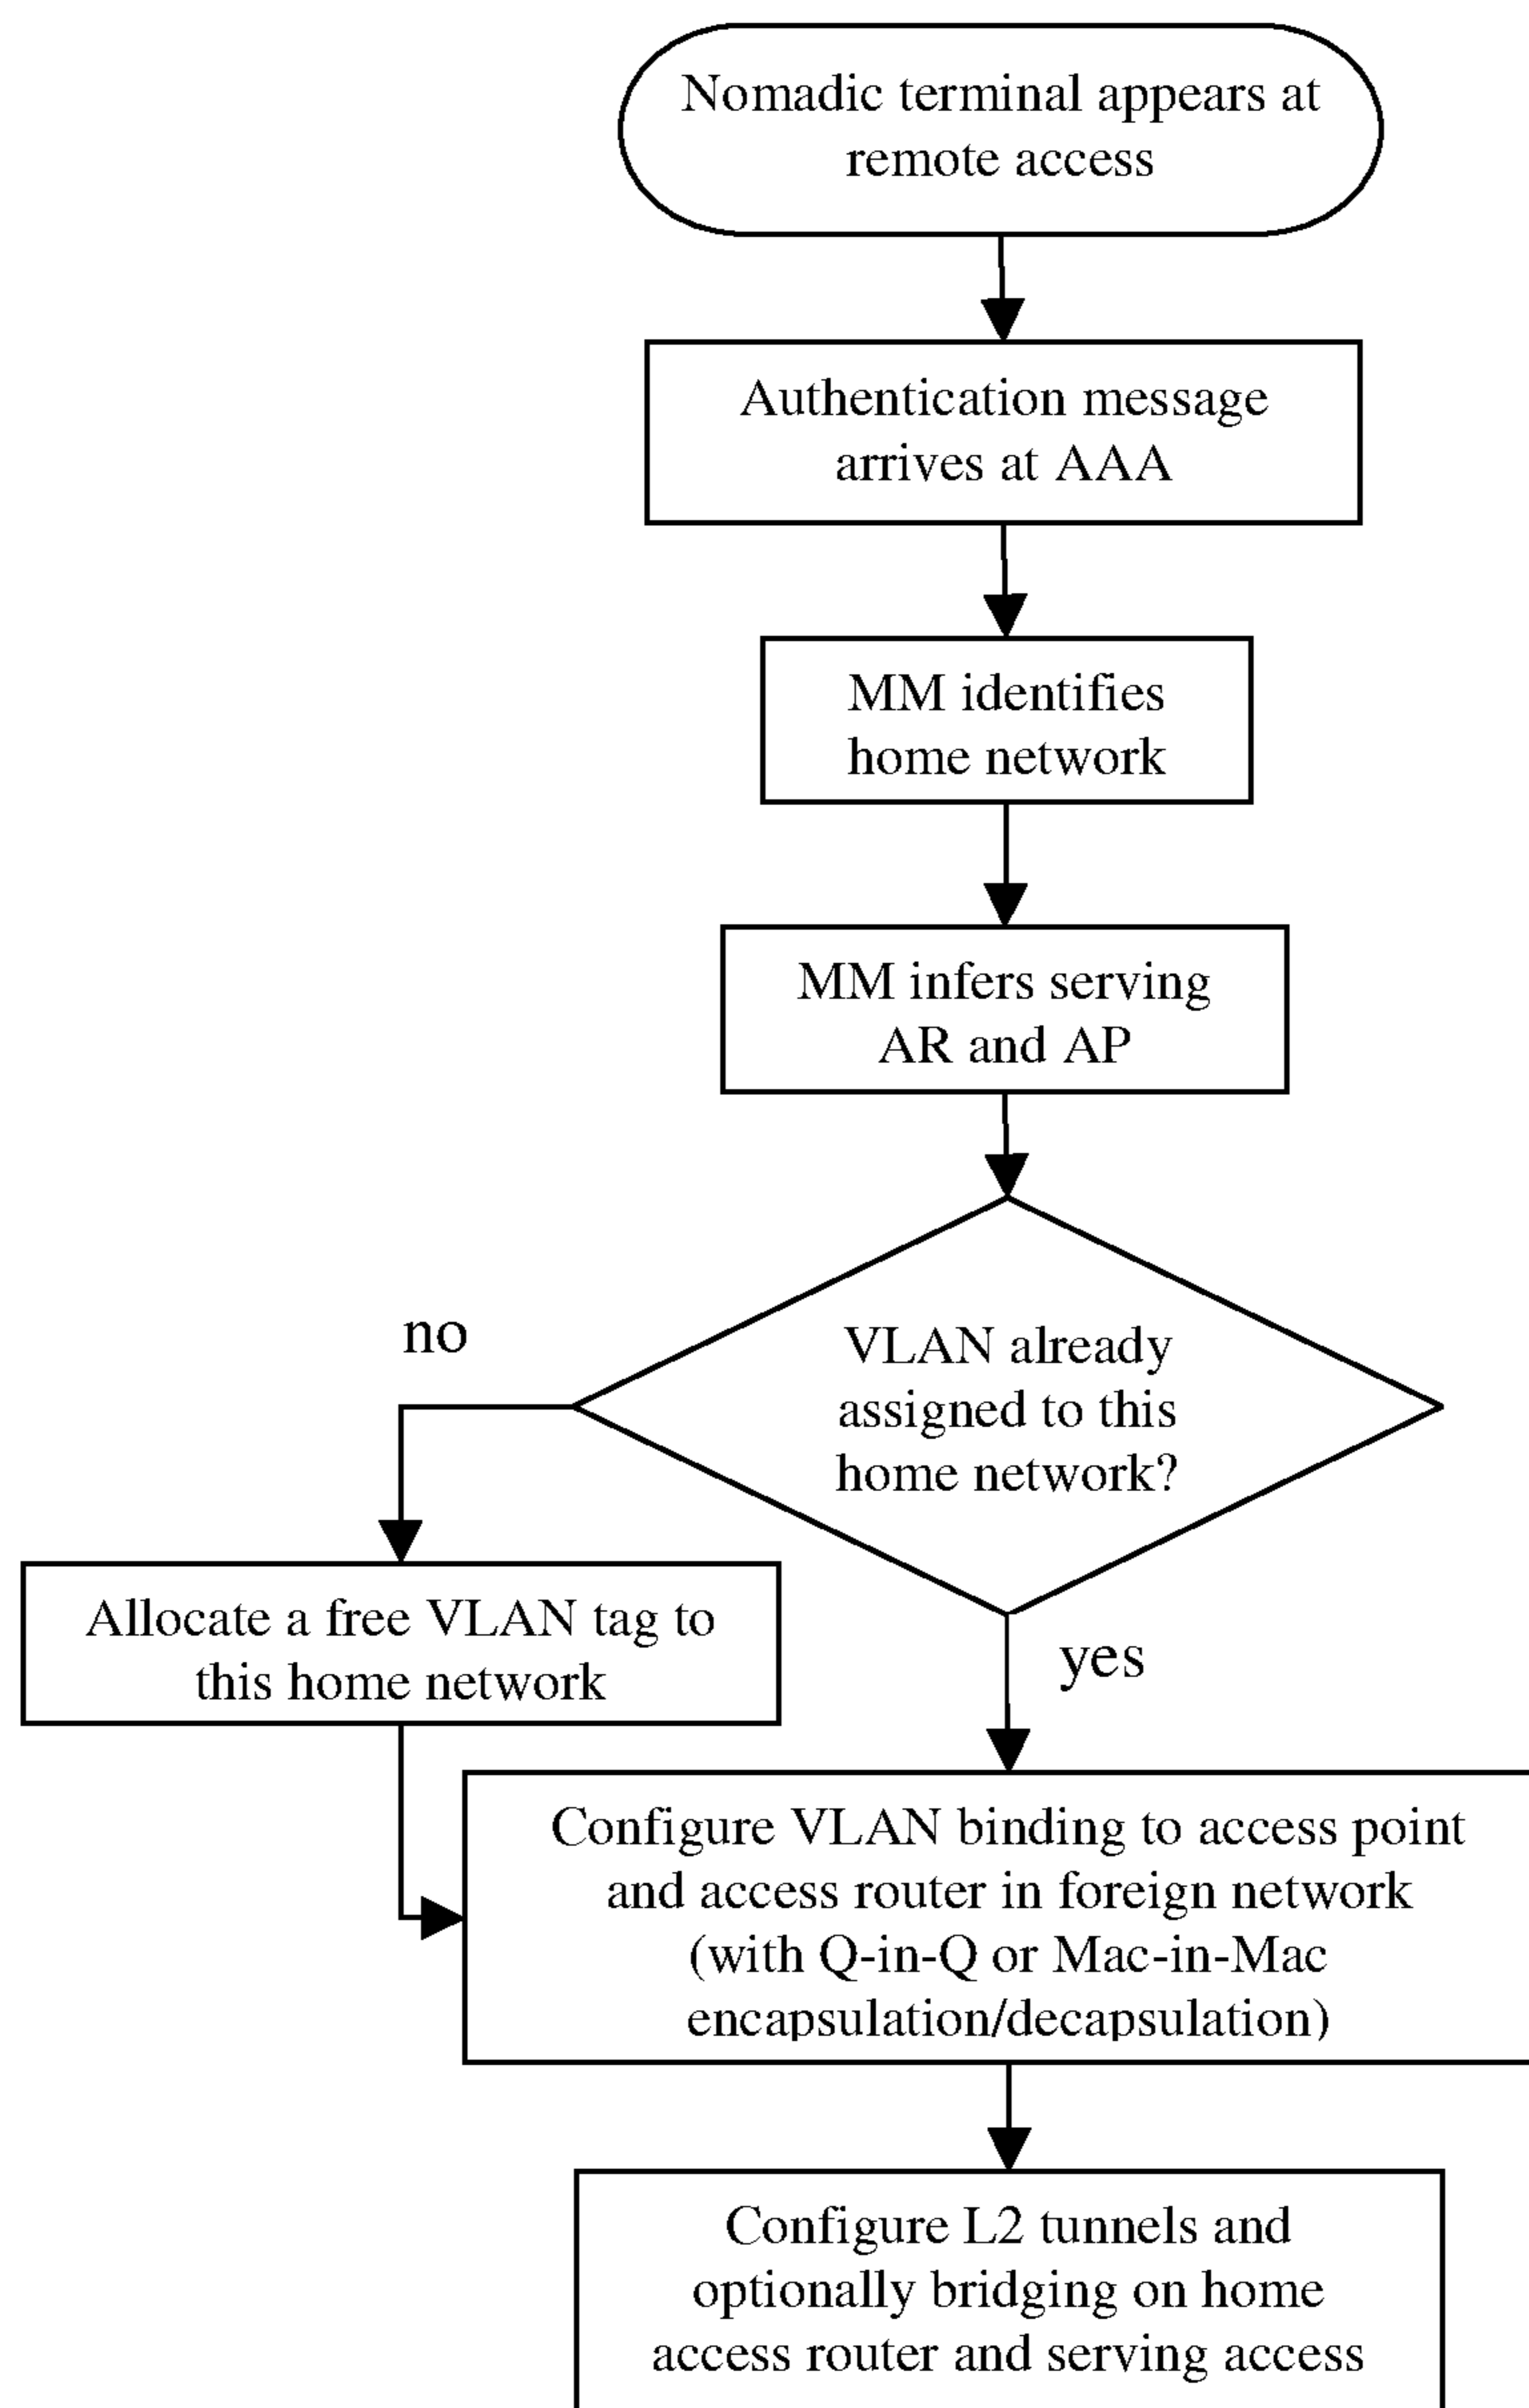 Nomadic terminal appears at
remote access
Authentication message
arrives at AAA
MM identifies
home network
MM infers serving
AR and AP
VLAN already
assigned to this
home network?
no
Allocate a free VLAN tag to
this home network
yes
Configure VLAN binding to access point
and access router in foreign network
(with Q-in-Q or Mac-in-Mac
encapsulation/decapsulation)
Configure L2 tunnels and
optionally bridging on home
access router and serving access